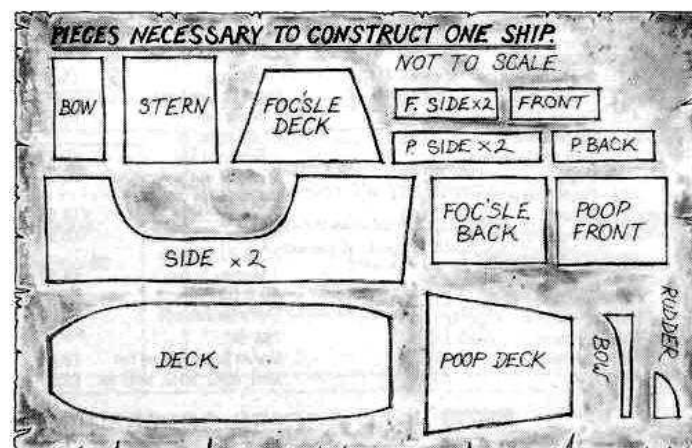 PIECES NECESSARY TO CONSTRUCT ONE SHIP.
NOT TO SCALE
BOW
STERN
FOC'SLE
DECK
F. SIDE x2
FRONT
P. SIDE x 2
P. BACK
SIDE x 2
FOC'SLE
BACK
POOP
FRONT
DECK
POOP DECK
BOW
RUDDER